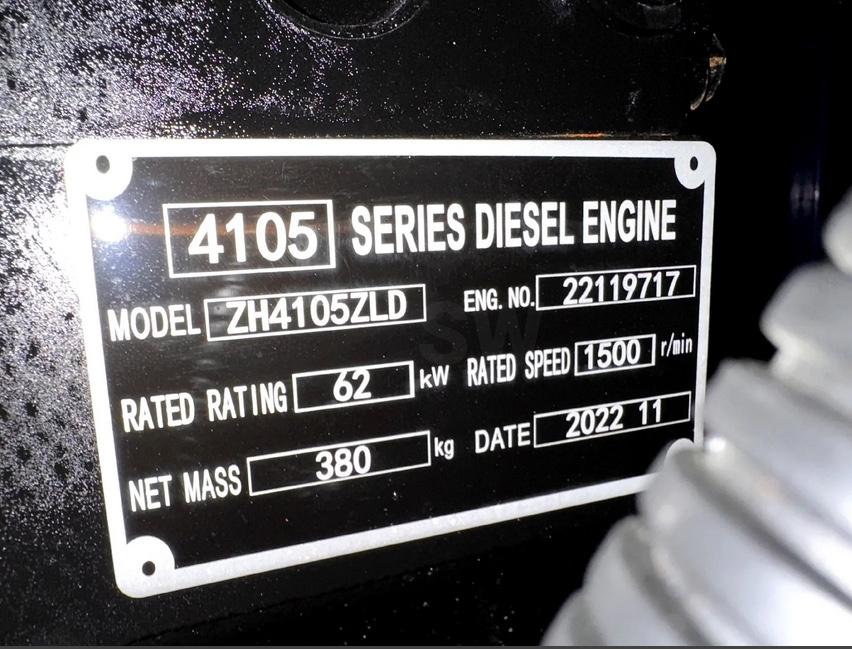 4105 SERIES DIESEL ENGINE
MODEL ZH4105ZLD ENG. NO. 22119717
RATED RATING 62 kW RATED SPEED 1500 r/min
NET MASS 380 kg DATE 2022 11
SW